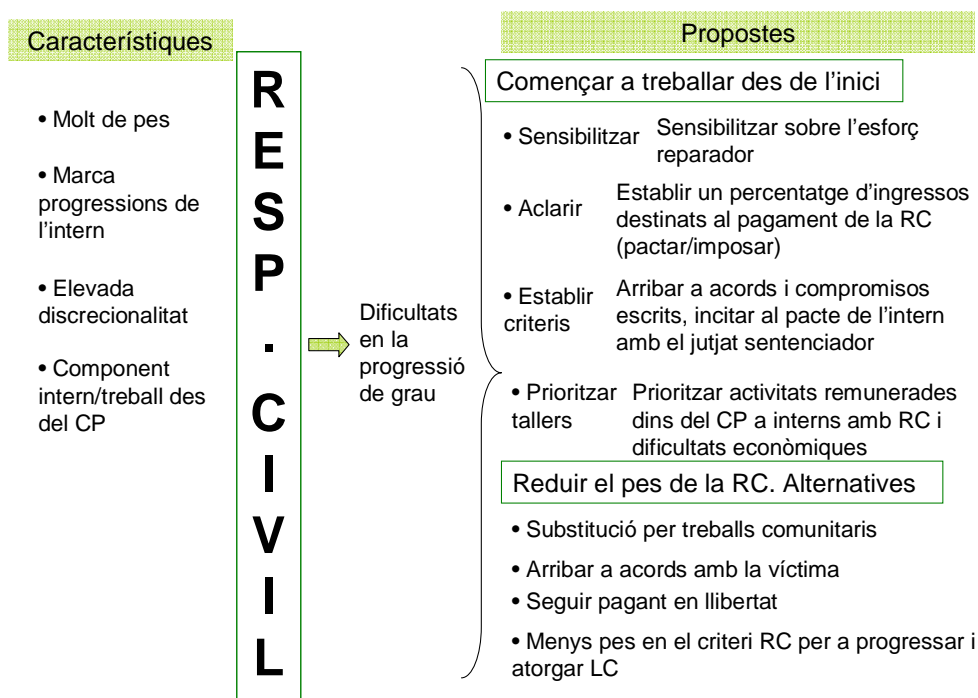 Característiques
• Molt de pes
• Marca
progressions de
l'intern
• Elevada
discrecionalitat
• Component
intern/treball des
del CP
R
E
S
P
.
C
I
V
I
L
Dificultats
en la
progressió
de grau
Propostes
Començar a treballar des de l'inici
• Sensibilitzar
Sensibilitzar sobre l'esforç
reparador
• Aclarir
Establir un percentatge d'ingressos
destinats al pagament de la RC
(pactar/imposar)
• Establir
criteris
Arribar a acords i compromisos
escrits, incitar al pacte de l'intern
amb el jutjat sentenciador
• Prioritzar
tallers
Prioritzar activitats remunerades
dins del CP a interns amb RC i
dificultats econòmiques
Reduir el pes de la RC. Alternatives
• Substitució per treballs comunitaris
• Arribar a acords amb la víctima
• Seguir pagant en llibertat
• Menys pes en el criteri RC per a progressar i
atorgar LC